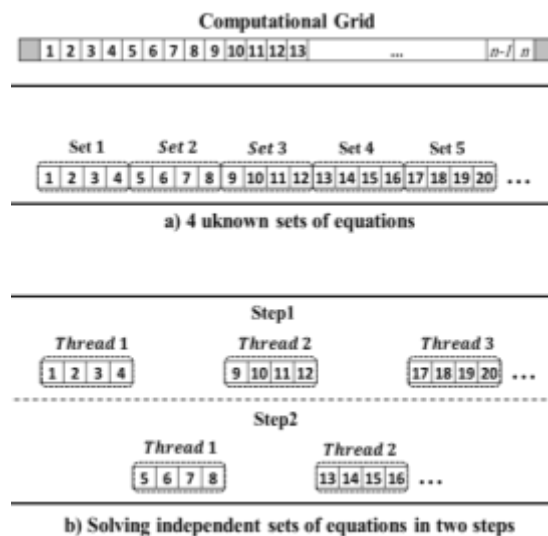 Computational Grid
1 2 3 4 5 6 7 8 9 10 11 12 13 ... n-1 n
Set 1 Set 2 Set 3 Set 4 Set 5
1 2 3 4 5 6 7 8 9 10 11 12 13 14 15 16 17 18 19 20 ...
a) 4 uknown sets of equations
Step1
Thread 1 Thread 2 Thread 3
1 2 3 4 9 10 11 12 17 18 19 20 ...
Step2
Thread 1 Thread 2
5 6 7 8 13 14 15 16 ...
b) Solving independent sets of equations in two steps